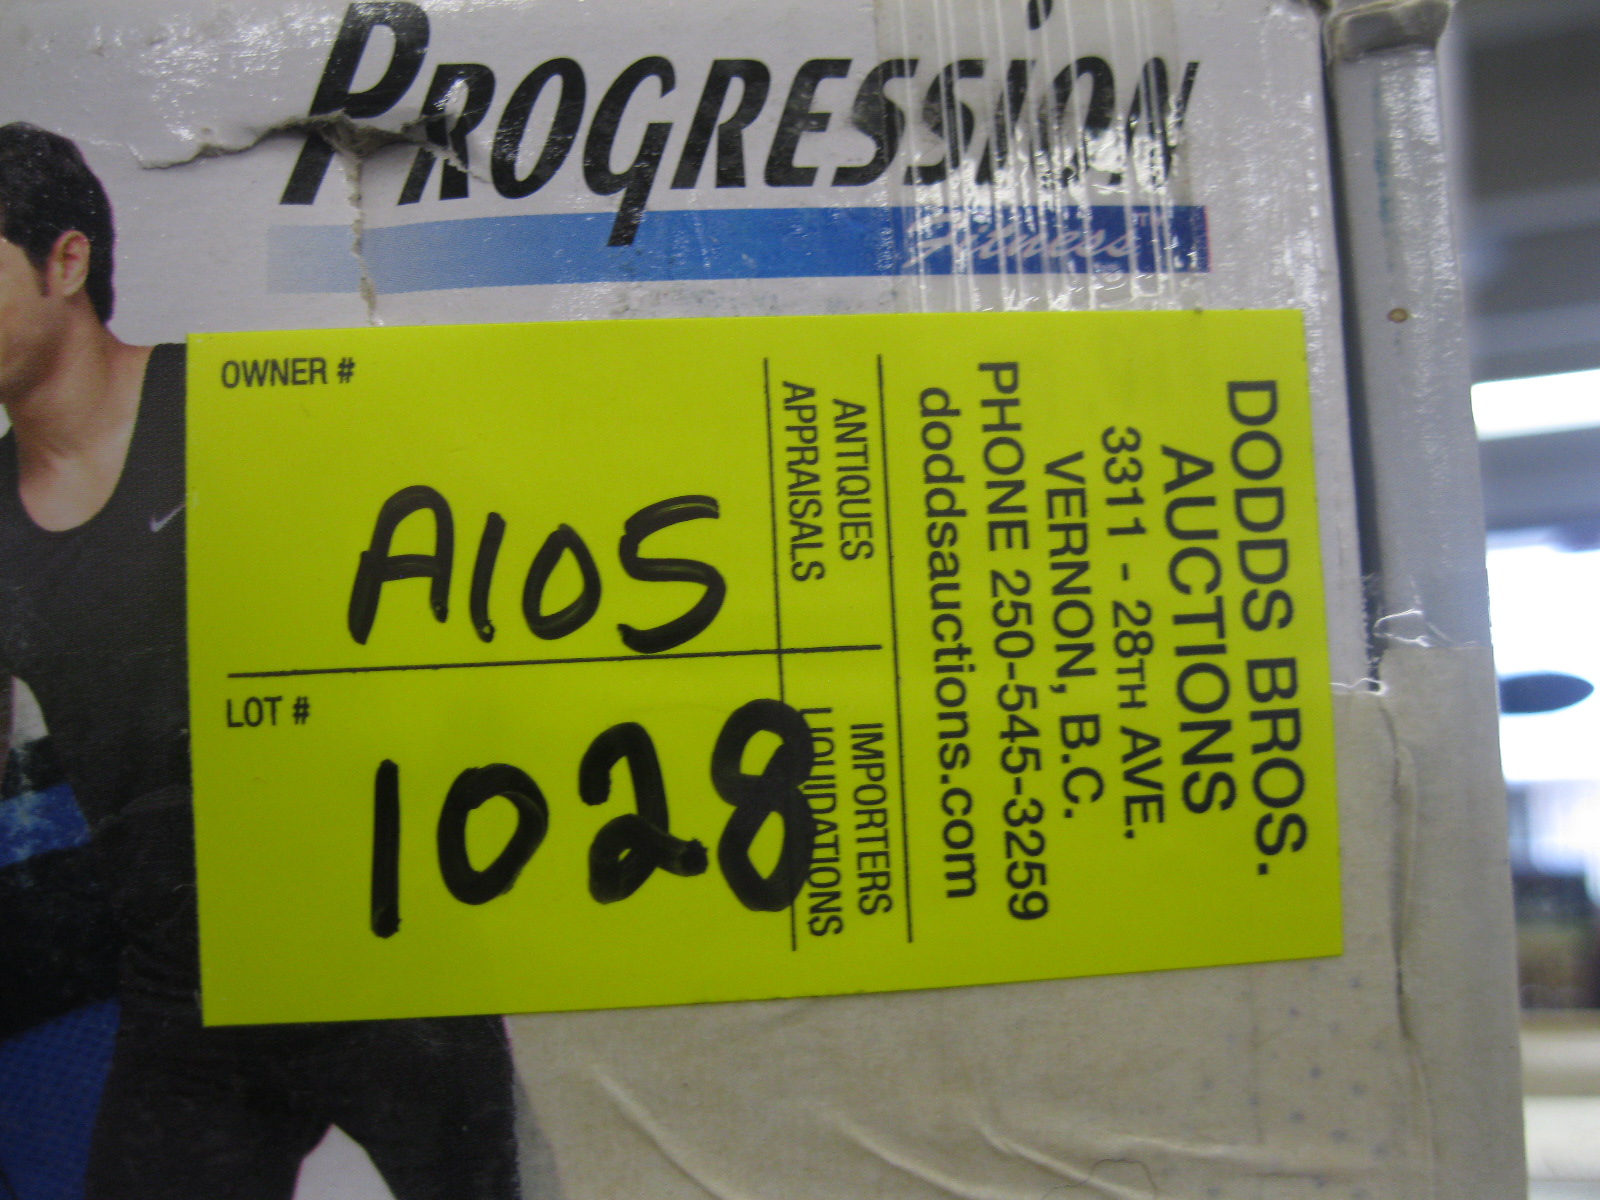 PROGRESSION
Fitness
OWNER #
A105
LOT #
1028
ANTIQUES
APPRAISALS
IMPORTERS
LIQUIDATIONS
DODDS BROS.
AUCTIONS
3311 - 28TH AVE.
VERNON, B.C.
PHONE 250-545-3259
doddsauctions.com